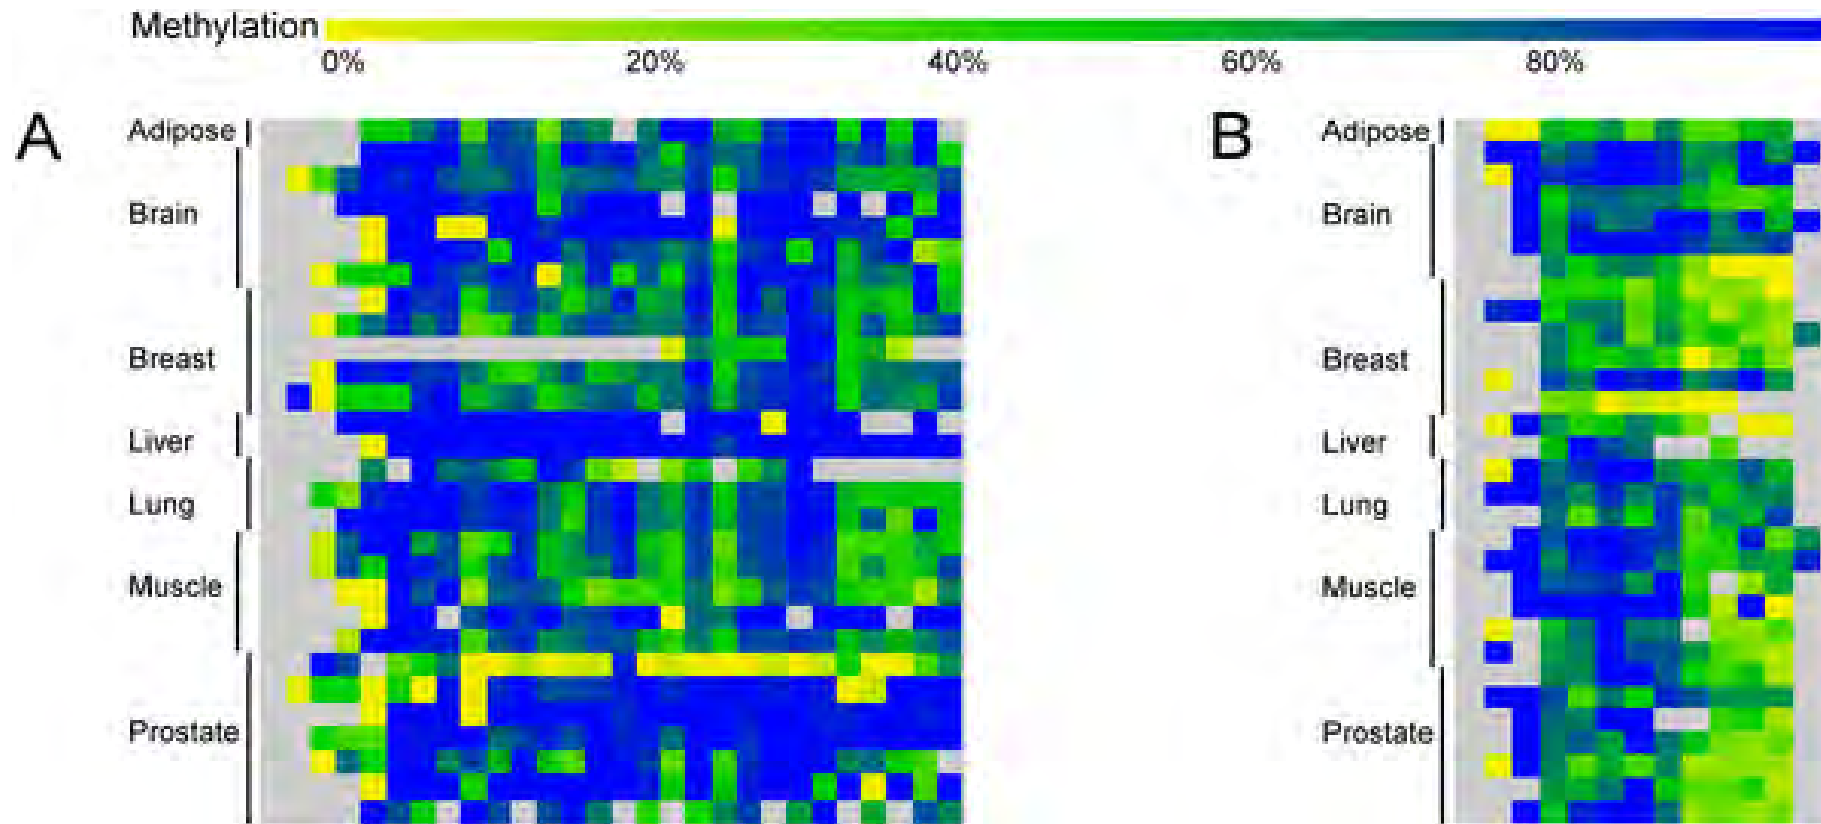 Methylation
0% 20% 40% 60% 80%
A
Adipose
Brain
Breast
Liver
Lung
Muscle
Prostate
B
Adipose
Brain
Breast
Liver
Lung
Muscle
Prostate